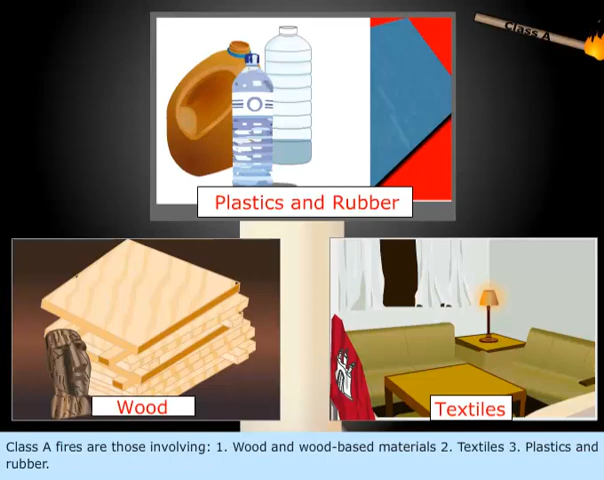 Class A
Plastics and Rubber
Wood
Textiles
Class A fires are those involving: 1. Wood and wood-based materials 2. Textiles 3. Plastics and
rubber.